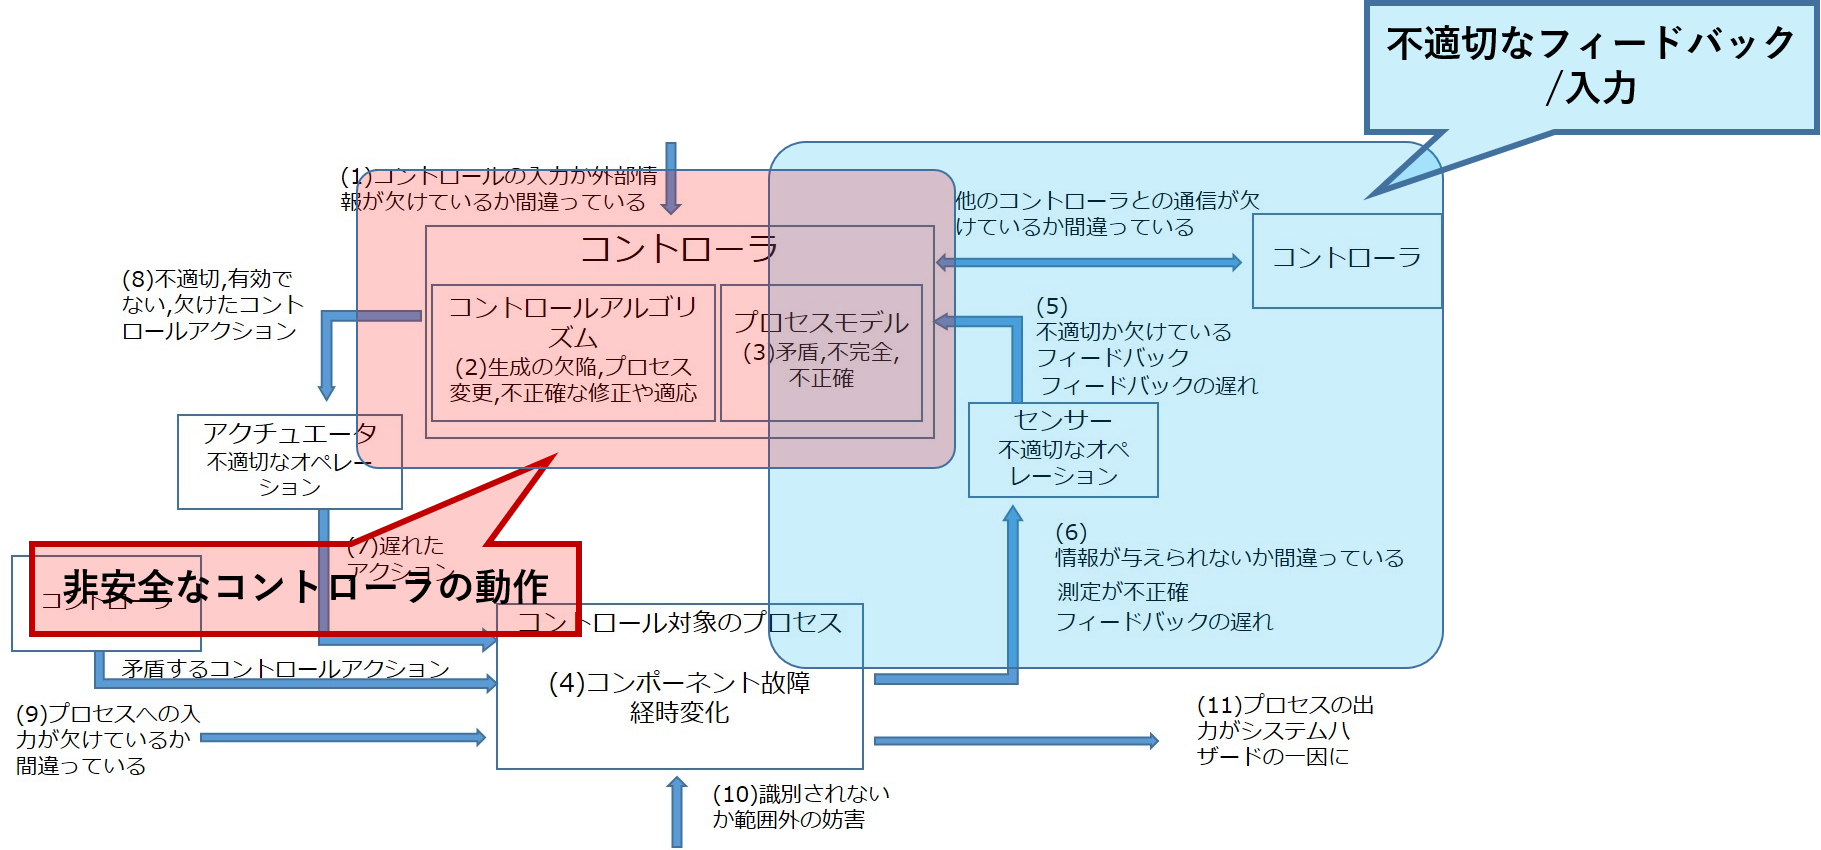 不適切なフィードバック
/入力
(1)コントロールの入力か外部情
報が欠けているか間違っている
他のコントローラとの通信が欠
けているか間違っている
コントローラ
コントローラ
(8)不適切,有効で
ない,欠けたコント
ロールアクション
コントロールアルゴリ
ズム
(2)生成の欠陥,プロセス
変更,不正確な修正や適応
プロセスモデル
(3)矛盾,不完全,
不正確
(5)
不適切か欠けている
フィードバック
フィードバックの遅れ
アクチュエータ
不適切なオペレー
ション
センサー
不適切なオペ
レーション
(7)遅れた
アクション
(6)
情報が与えられないか間違っている
測定が不正確
フィードバックの遅れ
非安全なコントローラの動作
コントローラ
コントロール対象のプロセス
(4)コンポーネント故障
経時変化
矛盾するコントロールアクション
(9)プロセスへの入
力が欠けているか
間違っている
(11)プロセスの出
力がシステムハ
ザードの一因に
(10)識別されない
か範囲外の妨害